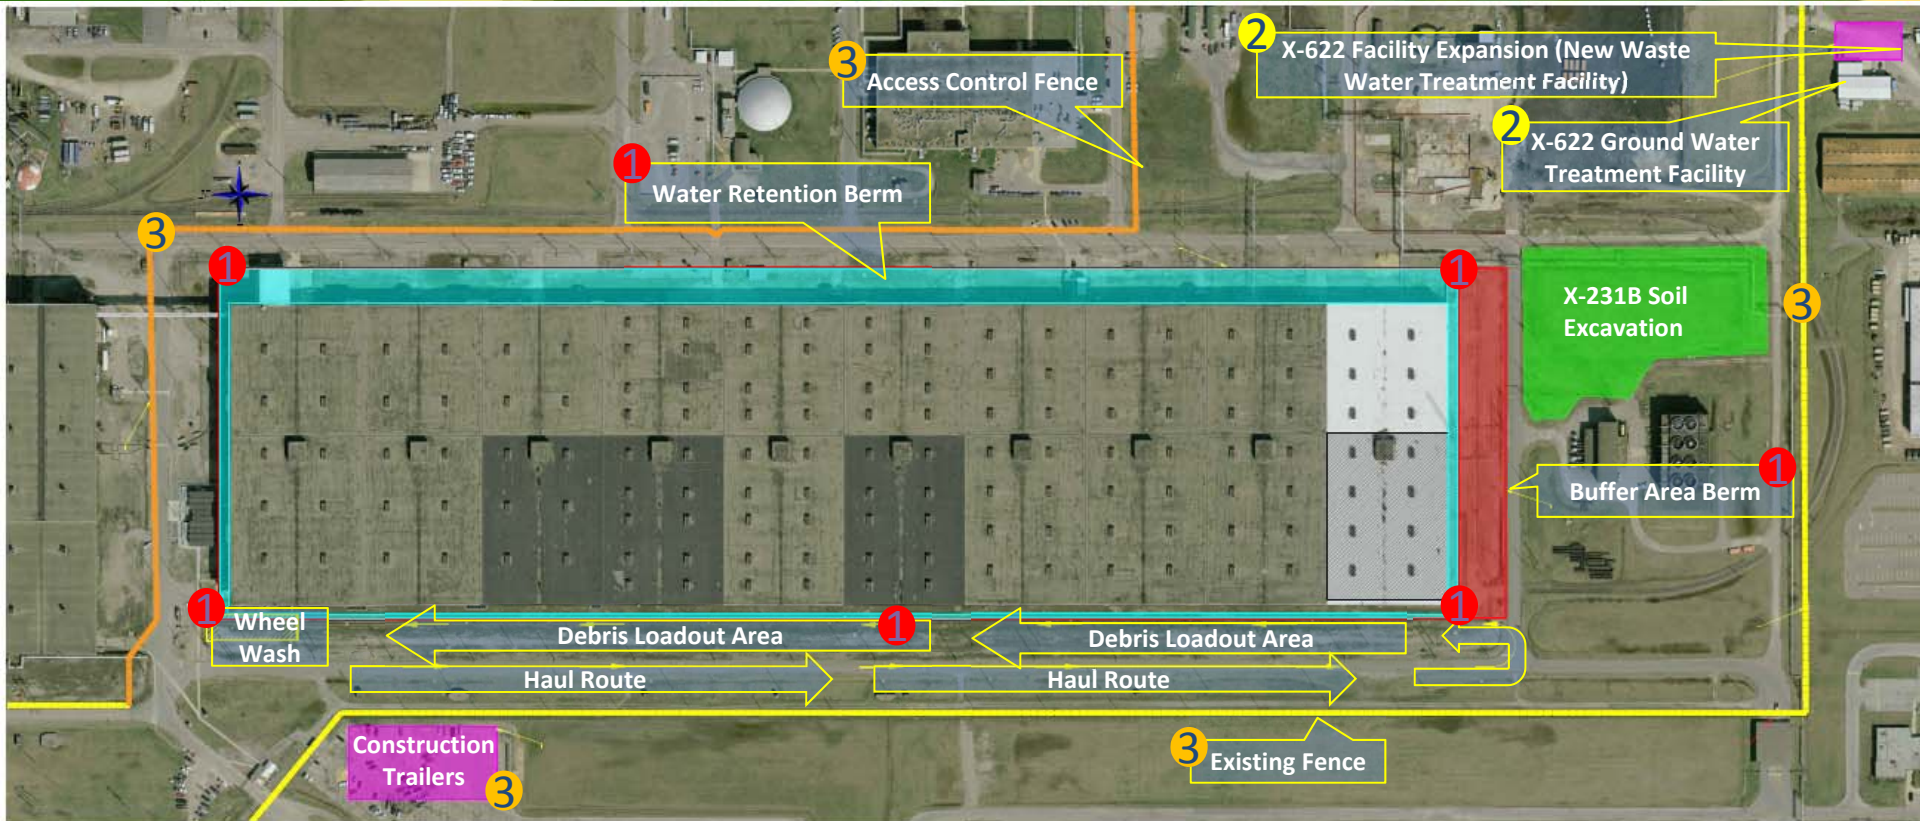 2
X-622 Facility Expansion (New Waste
Water Treatment Facility)
3
Access Control Fence
2
X-622 Ground Water
Treatment Facility
1
Water Retention Berm
3
1
1
X-231B Soil
Excavation
3
1
Buffer Area Berm
1
Wheel
Wash
Debris Loadout Area
1
Debris Loadout Area
1
Haul Route
Haul Route
Construction
Trailers
3
3
Existing Fence